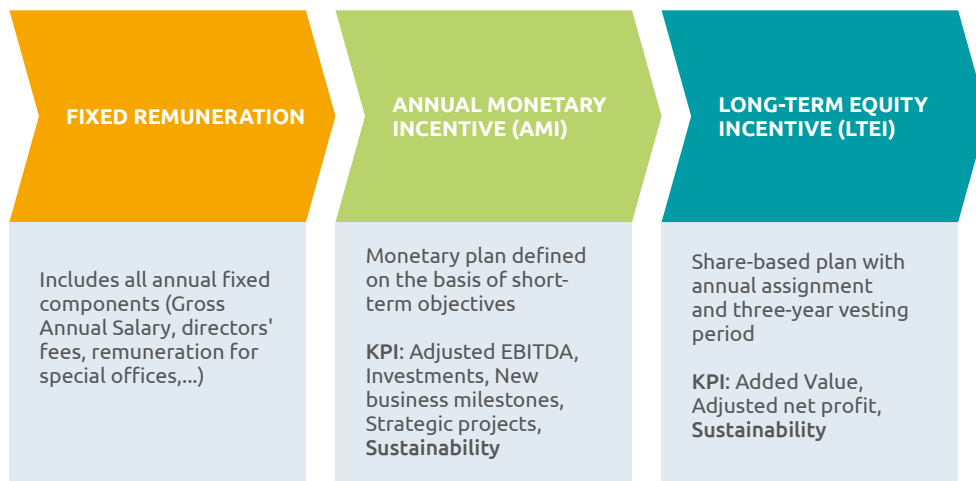 FIXED REMUNERATION
Includes all annual fixed
components (Gross
Annual Salary, directors'
fees, remuneration for
special offices,...)
ANNUAL MONETARY
INCENTIVE (AMI)
Monetary plan defined
on the basis of short-
term objectives
KPI: Adjusted EBITDA,
Investments, New
business milestones,
Strategic projects,
Sustainability
LONG-TERM EQUITY
INCENTIVE (LTEI)
Share-based plan with
annual assignment
and three-year vesting
period
KPI: Added Value,
Adjusted net profit,
Sustainability